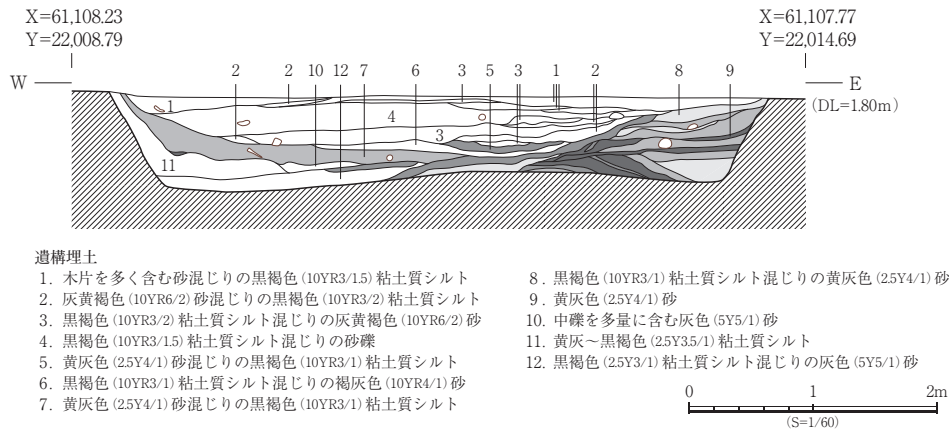 X=61,108.23
Y=22,008.79
X=61,107.77
Y=22,014.69
W
2 2 10 12 7 6 3 5 3 1 2 8 9
E
(DL=1.80m)
1
4
3
11
遺構埋土
1. 木片を多く含む砂混じりの黒褐色(10YR3/1.5)粘土質シルト
2. 灰黄褐色(10YR6/2)砂混じりの黒褐色(10YR3/2)粘土質シルト
3. 黒褐色(10YR3/2)粘土質シルト混じりの灰黄褐色(10YR6/2)砂
4. 黒褐色(10YR3/1.5)粘土質シルト混じりの砂礫
5. 黄灰色(2.5Y4/1)砂混じりの黒褐色(10YR3/1)粘土質シルト
6. 黒褐色(10YR3/1)粘土質シルト混じりの褐灰色(10YR4/1)砂
7. 黄灰色(2.5Y4/1)砂混じりの黒褐色(10YR3/1)粘土質シルト
8. 黒褐色(10YR3/1)粘土質シルト混じりの黄灰色(2.5Y4/1)砂
9. 黄灰色(2.5Y4/1)砂
10. 中礫を多量に含む灰色(5Y5/1)砂
11. 黄灰～黒褐色(2.5Y3.5/1)粘土質シルト
12. 黒褐色(2.5Y3/1)粘土質シルト混じりの灰色(5Y5/1)砂
0 1 2m
(S=1/60)